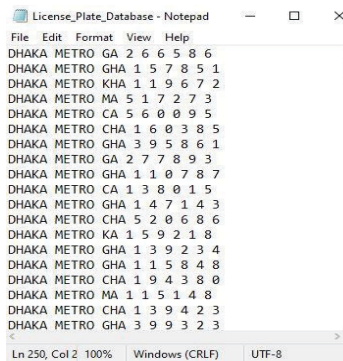 License_Plate_Database - Notepad
File Edit Format View Help
DHAKA METRO GA 2 6 6 5 8 6
DHAKA METRO GHA 1 5 7 8 5 1
DHAKA METRO KHA 1 1 9 6 7 2
DHAKA METRO MA 5 1 7 2 7 3
DHAKA METRO CA 5 6 0 0 9 5
DHAKA METRO CHA 1 6 0 3 8 5
DHAKA METRO GHA 3 9 5 8 6 1
DHAKA METRO GA 2 7 7 8 9 3
DHAKA METRO GHA 1 1 0 7 8 7
DHAKA METRO CA 1 3 8 0 1 5
DHAKA METRO GHA 1 4 7 1 4 3
DHAKA METRO CHA 5 2 0 6 8 6
DHAKA METRO KA 1 5 9 2 1 8
DHAKA METRO GHA 1 3 9 2 3 4
DHAKA METRO GHA 1 1 5 8 4 8
DHAKA METRO CHA 1 9 4 3 8 0
DHAKA METRO MA 1 1 5 1 4 8
DHAKA METRO CHA 1 3 9 4 2 3
DHAKA METRO GHA 3 9 9 3 2 3
Ln 250, Col 2 100% Windows (CRLF) UTF-8